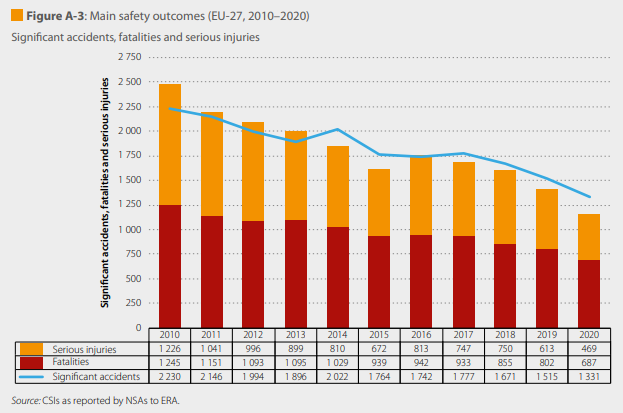 Figure A-3: Main safety outcomes (EU-27, 2010–2020)
Significant accidents, fatalities and serious injuries
Significant accidents, fatalities and serious injuries
2 750
2 500
2 250
2 000
1 750
1 500
1 250
1 000
750
500
250
0
2010 2011 2012 2013 2014 2015 2016 2017 2018 2019 2020
Serious injuries 1 226 1 041 996 899 810 672 813 747 750 613 469
Fatalities 1 245 1 151 1 093 1 095 1 029 939 942 933 855 802 687
Significant accidents 2 230 2 146 1 994 1 896 2 022 1 764 1 742 1 777 1 671 1 515 1 331
Source: CSIs as reported by NSAs to ERA.